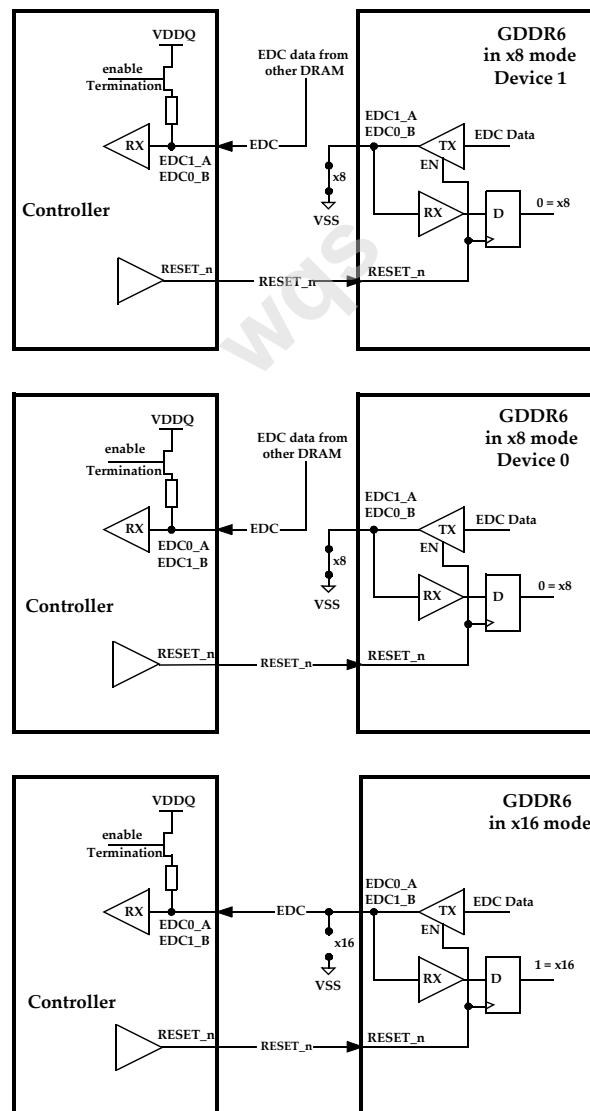 VDDQ
enable
Termination
RX
EDC1_A
EDC0_B
Controller
RESET_n
EDC data from
other DRAM
EDC
RESET_n
GDDR6
in x8 mode
Device 1
EDC1_A
EDC0_B
TX
EDC Data
EN
x8
VSS
RX
D
0 = x8
RESET_n
wqs
VDDQ
enable
Termination
RX
EDC0_A
EDC1_B
Controller
RESET_n
EDC data from
other DRAM
EDC
RESET_n
GDDR6
in x8 mode
Device 0
EDC1_A
EDC0_B
TX
EDC Data
EN
x8
VSS
RX
D
0 = x8
RESET_n
VDDQ
enable
Termination
RX
EDC0_A
EDC1_B
Controller
RESET_n
EDC
x16
VSS
RESET_n
GDDR6
in x16 mode
EDC0_A
EDC1_B
TX
EDC Data
EN
RX
D
1 = x16
RESET_n